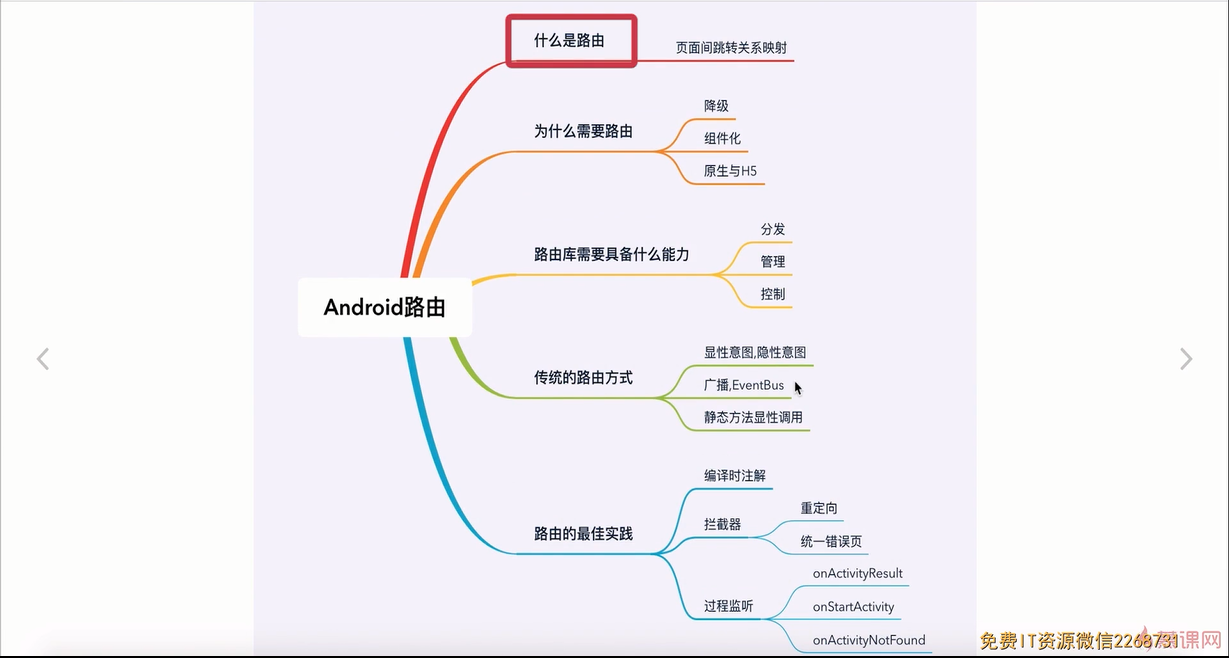 什么是路由
页面间跳转关系映射
为什么需要路由
降级
组件化
原生与H5
路由库需要具备什么能力
分发
管理
控制
Android路由
传统的路由方式
显性意图,隐性意图
广播,EventBus
静态方法显性调用
路由的最佳实践
编译时注解
拦截器
重定向
统一错误页
过程监听
onActivityResult
onStartActivity
onActivityNotFound
免费IT资源微信2268731
慕课网